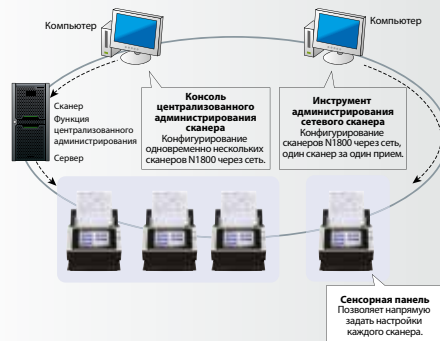 Компьютер
Компьютер
Сканер
Функция
централизованного
администрирования
Сервер
Консоль
централизованного
администрирования
сканера
Конфигурирование
одновременно нескольких
сканеров N1800 через сеть.
Инструмент
администрирования
сетевого сканера
Конфигурирование
сканеров N1800 через сеть,
один сканер за один прием.
Сенсорная панель
Позволяет напрямую
задать настройки
каждого сканера.